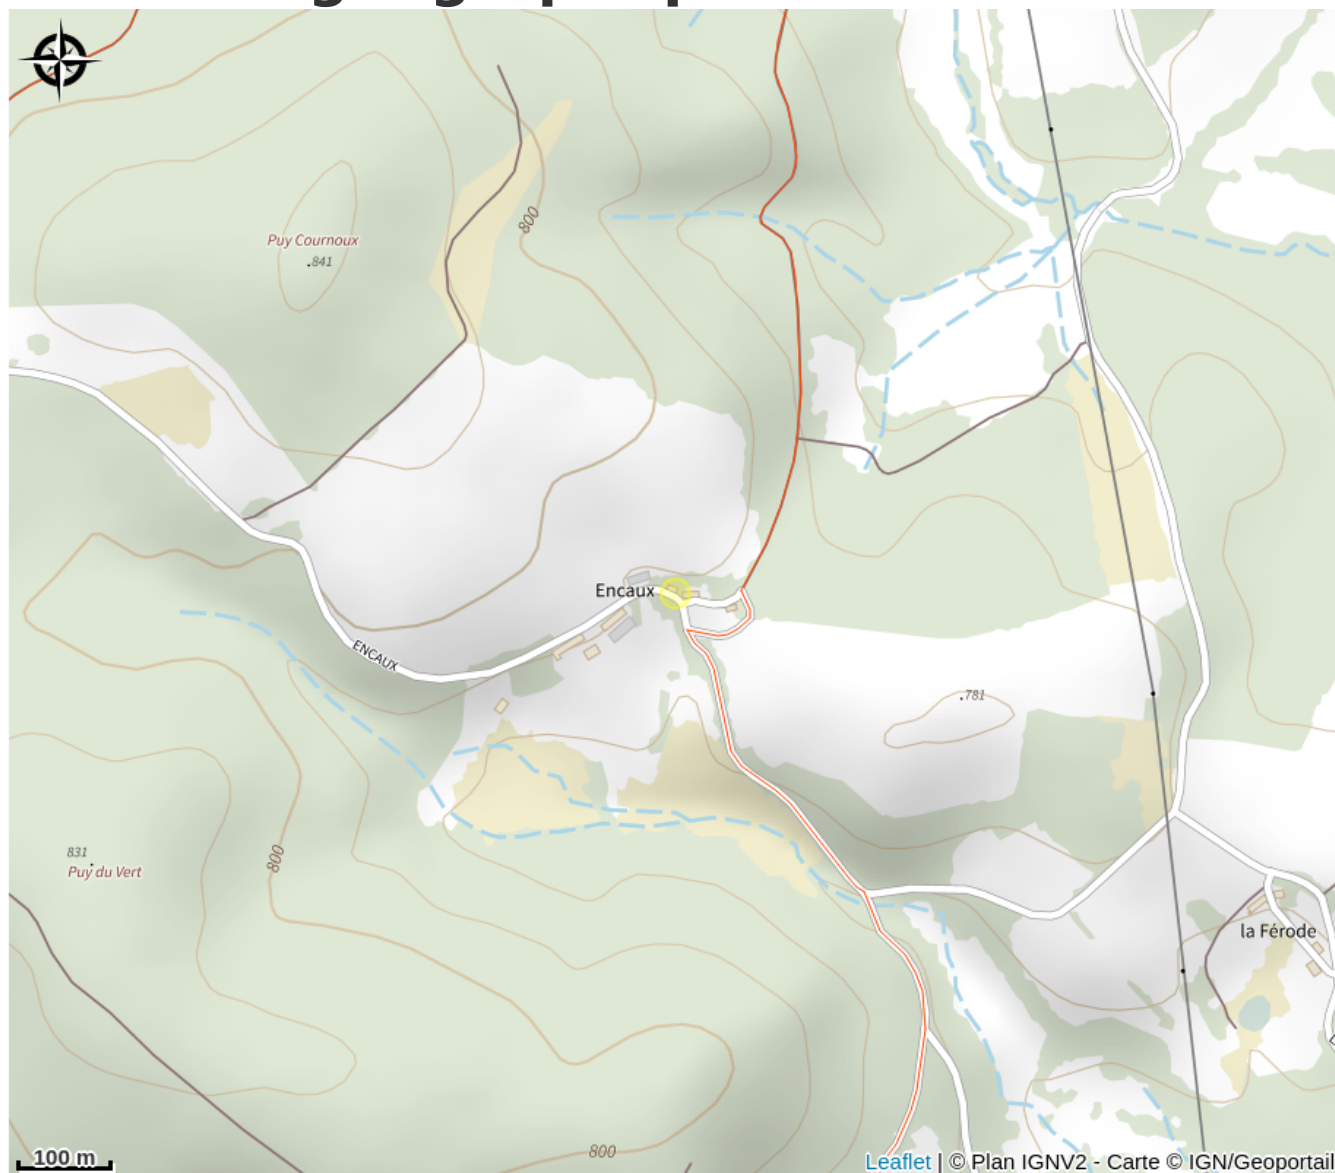 800
Puy Cournoux
841
Encaux
ENCAUX
781
831
Puy du Vert
800
la Férode
800
100 m
Leaflet | © Plan IGNV2 - Carte © IGN/Geoportail